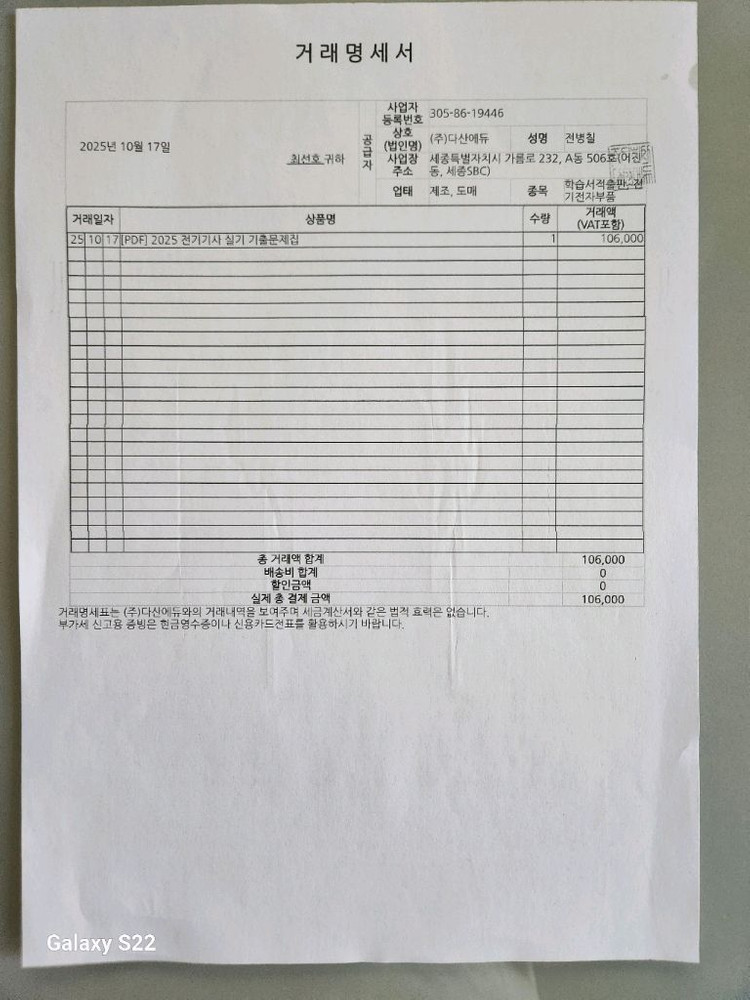 거래명세서
2025년 10월 17일
최선호 귀하
공급자
사업자등록번호 305-86-19446
상호(법인명) (주)다산에듀 성명 전병칠
사업장주소 세종특별자치시 가름로 232, A동 506호(어진동, 세종SBC)
업태 제조, 도매 종목 학습서적출판, 전기전자부품
거래일자 상품명 수량 거래액(VAT포함)
25 10 17 [PDF] 2025 전기기사 실기 기출문제집 1 106,000
총 거래액 합계 106,000
배송비 합계 0
할인금액 0
실제 총 결제 금액 106,000
거래명세표는 (주)다산에듀와의 거래내역을 보여주며 세금계산서와 같은 법적 효력은 없습니다.
부가세 신고용 증빙은 현금영수증이나 신용카드전표를 활용하시기 바랍니다.
Galaxy S22